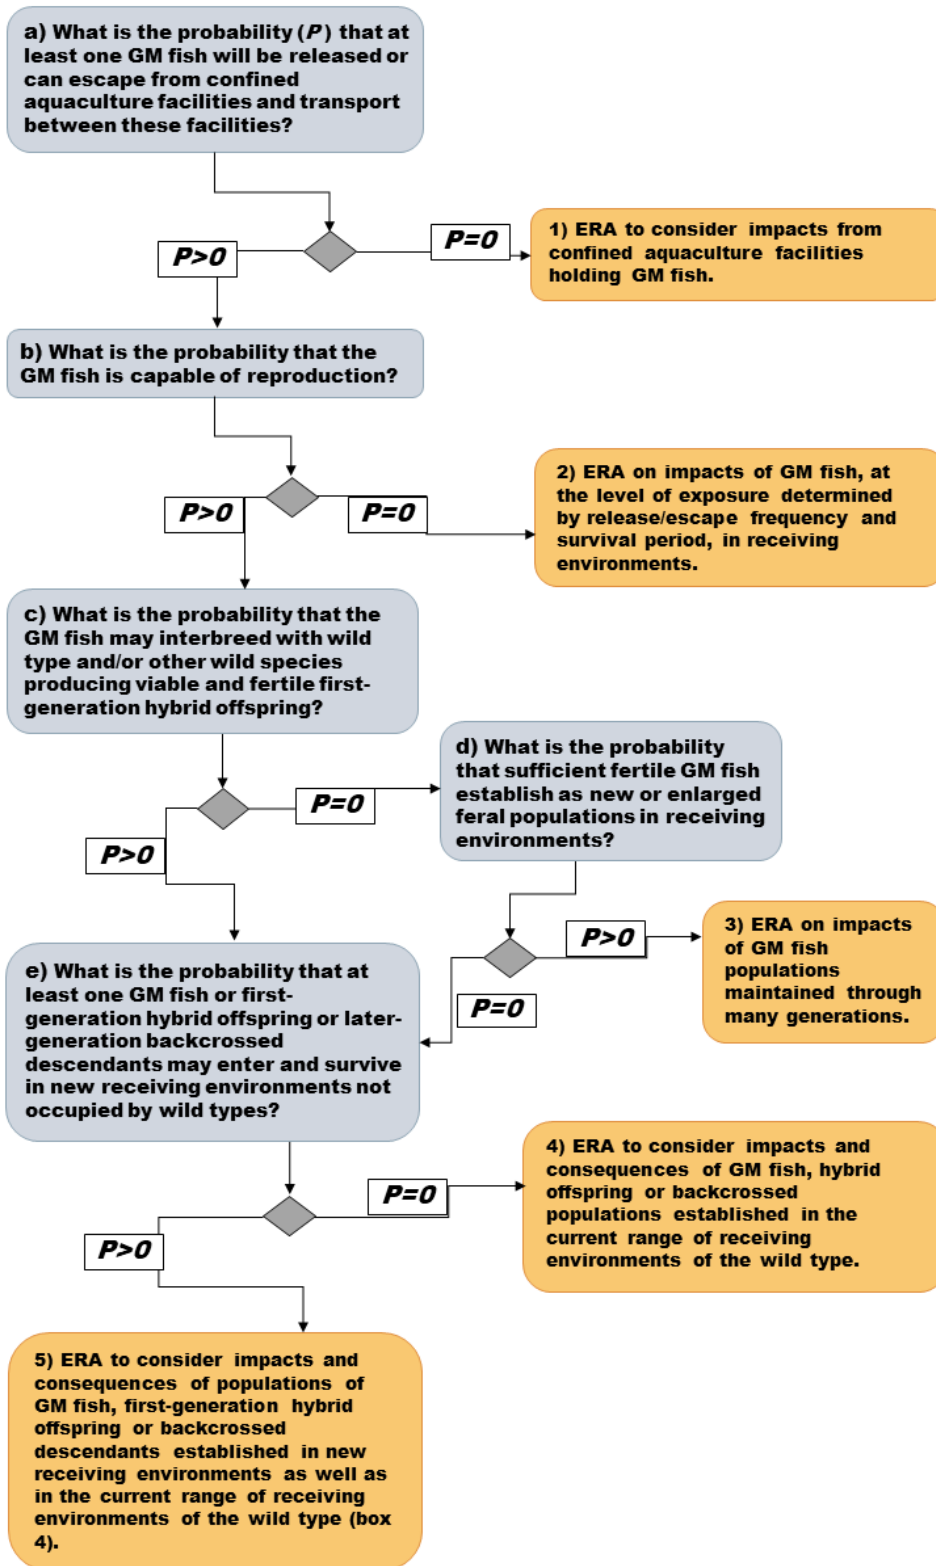 a) What is the probability (P) that at
least one GM fish will be released or
can escape from confined
aquaculture facilities and transport
between these facilities?
P>0
P=0
1) ERA to consider impacts from
confined aquaculture facilities
holding GM fish.
b) What is the probability that the
GM fish is capable of reproduction?
P>0
P=0
2) ERA on impacts of GM fish, at
the level of exposure determined
by release/escape frequency and
survival period, in receiving
environments.
c) What is the probability that the
GM fish may interbreed with wild
type and/or other wild species
producing viable and fertile first-
generation hybrid offspring?
P=0
P>0
d) What is the probability
that sufficient fertile GM fish
establish as new or enlarged
feral populations in receiving
environments?
P>0
P=0
3) ERA on impacts
of GM fish
populations
maintained through
many generations.
e) What is the probability that at
least one GM fish or first-
generation hybrid offspring or later-
generation backcrossed
descendants may enter and survive
in new receiving environments not
occupied by wild types?
P=0
P>0
4) ERA to consider impacts and
consequences of GM fish, hybrid
offspring or backcrossed
populations established in the
current range of receiving
environments of the wild type.
5) ERA to consider impacts and
consequences of populations of
GM fish, first-generation hybrid
offspring or backcrossed
descendants established in new
receiving environments as well as
in the current range of receiving
environments of the wild type (box
4).